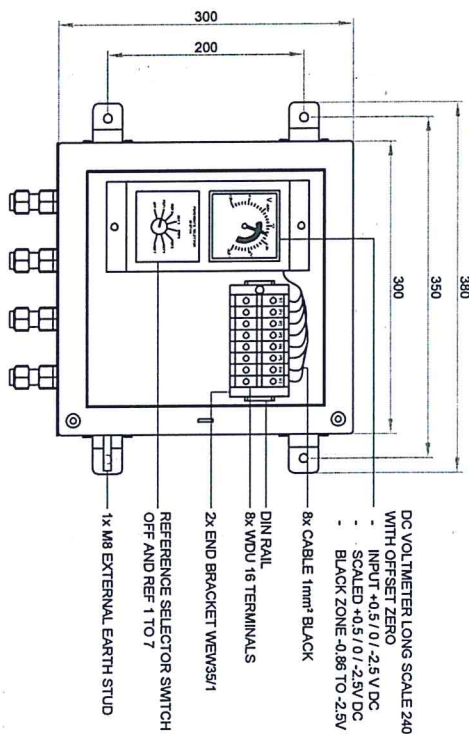 300
200
380
350
300
DC VOLTMETER LONG SCALE 240
WITH OFFSET ZERO
- INPUT +0,5 / 0 / -2,5 V DC
- SCALED +0,5 / 0 / -2,5V DC
- BLACK ZONE -0,86 TO -2,5V
8x CABLE 1mm² BLACK
DIN RAIL
8x WDU 16 TERMINALS
2x END BRACKET WEW35/1
REFERENCE SELECTOR SWITCH
OFF AND REF 1 TO 7
1x M8 EXTERNAL EARTH STUD
V